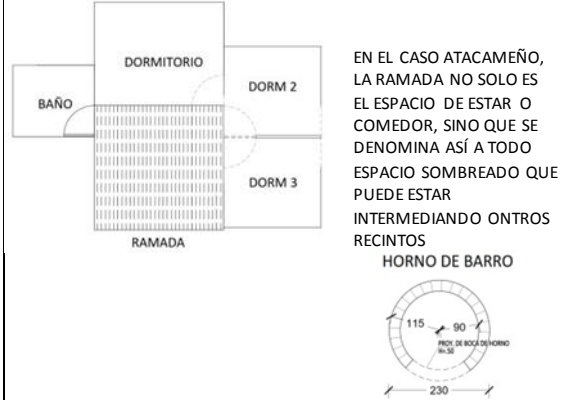 DORMITORIO
BAÑO
DORM 2
DORM 3
RAMADA
EN EL CASO ATACAMEÑO,
LA RAMADA NO SOLO ES
EL ESPACIO DE ESTAR O
COMEDOR, SINO QUE SE
DENOMINA ASÍ A TODO
ESPACIO SOMBREADO QUE
PUEDE ESTAR
INTERMEDIANDO ONTROS
RECINTOS
HORNO DE BARRO
115
90
PROY. DE BOCA DE HORNO
H=.50
230